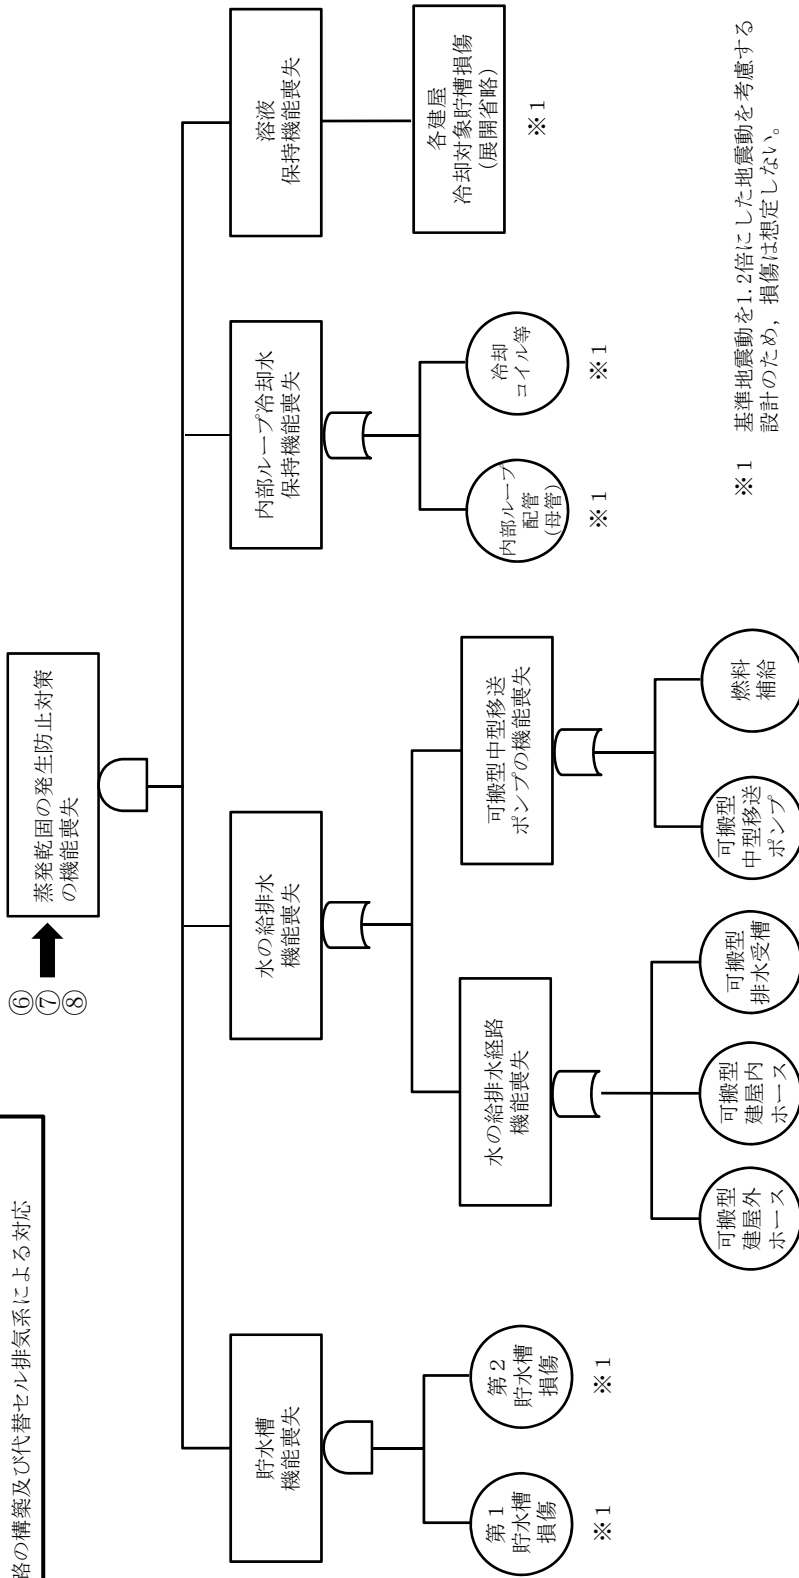 路の構築及び代替セル排気系による対応
⑥
⑦
⑧
蒸発乾固の発生防止対策
の機能喪失
貯水槽
機能喪失
水の給排水
機能喪失
内部ループ冷却水
保持機能喪失
溶液
保持機能喪失
第1
貯水槽
損傷
※1
第2
貯水槽
損傷
※1
水の給排水経路
機能喪失
可搬型中型移送
ポンプの機能喪失
可搬型
建屋外
ホース
可搬型
建屋内
ホース
可搬型
排水受槽
可搬型
中型移送
ポンプ
燃料
補給
内部ループ
配管
(母管)
※1
冷却
コイル等
※1
各建屋
冷却対象貯槽損傷
(展開省略)
※1
※1 基準地震動を1.2倍にした地震動を考慮する
設計のため,損傷は想定しない。